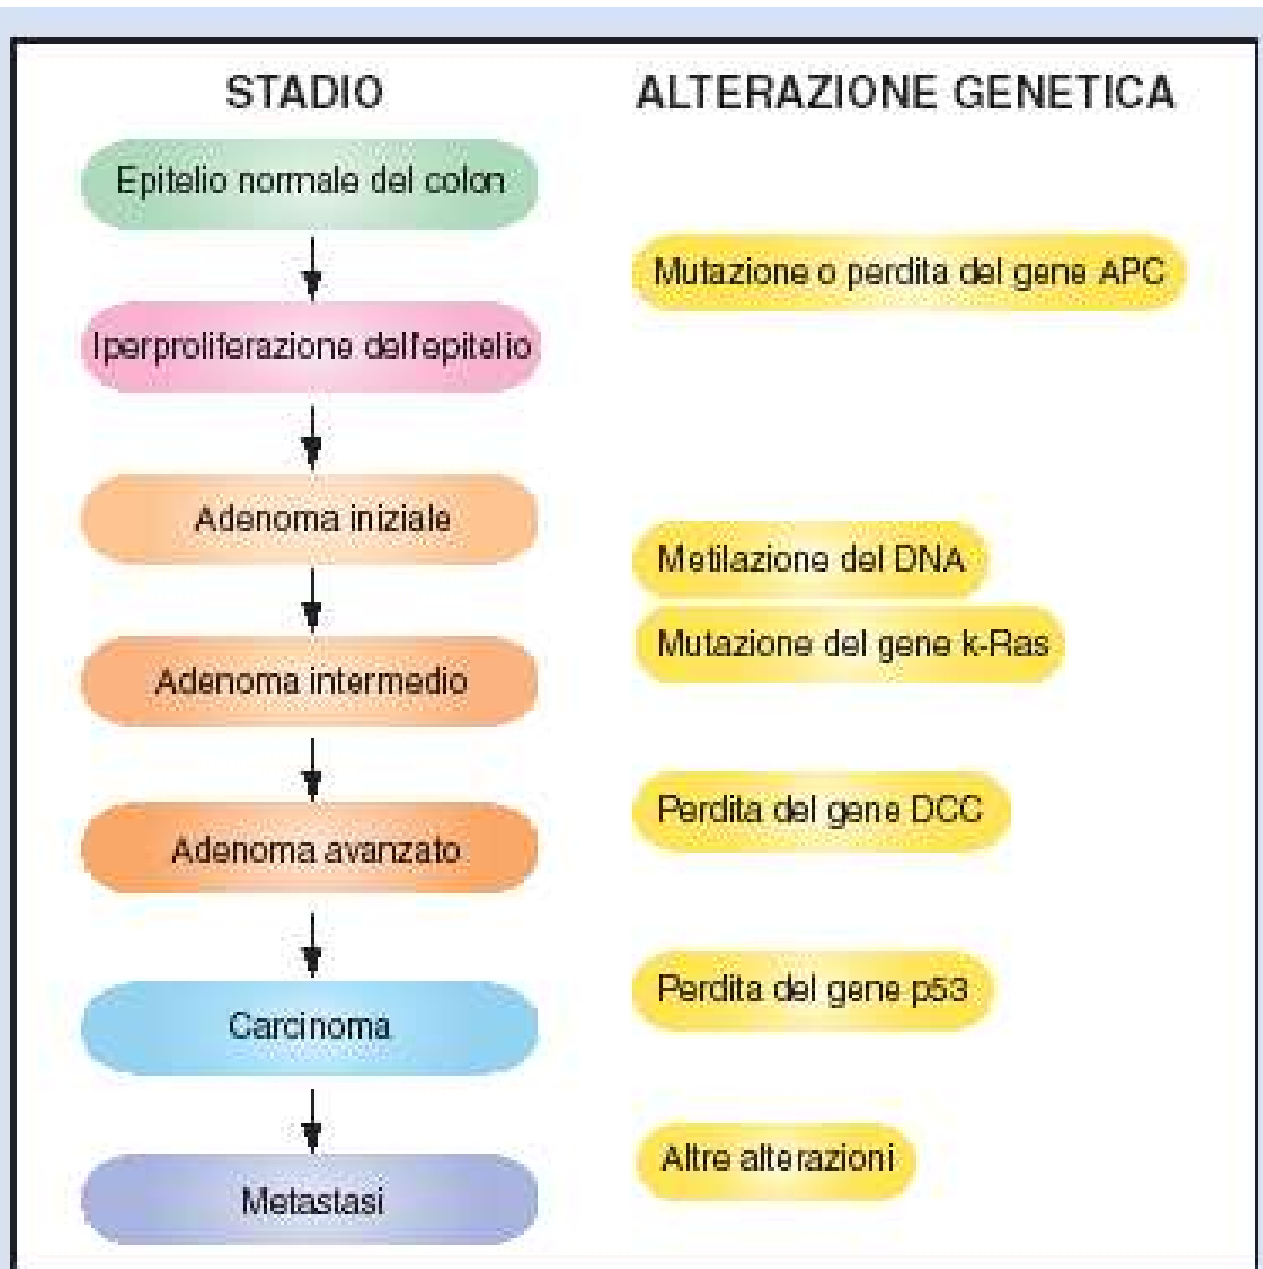 STADIO
ALTERAZIONE GENETICA
Epitelio normale del colon
Mutazione o perdita del gene APC
Iperproliferazione dell'epitelio
Adenoma iniziale
Metilazione del DNA
Mutazione del gene k-Ras
Adenoma intermedio
Perdita del gene DCC
Adenoma avanzato
Perdita del gene p53
Carcinoma
Altre alterazioni
Metastasi